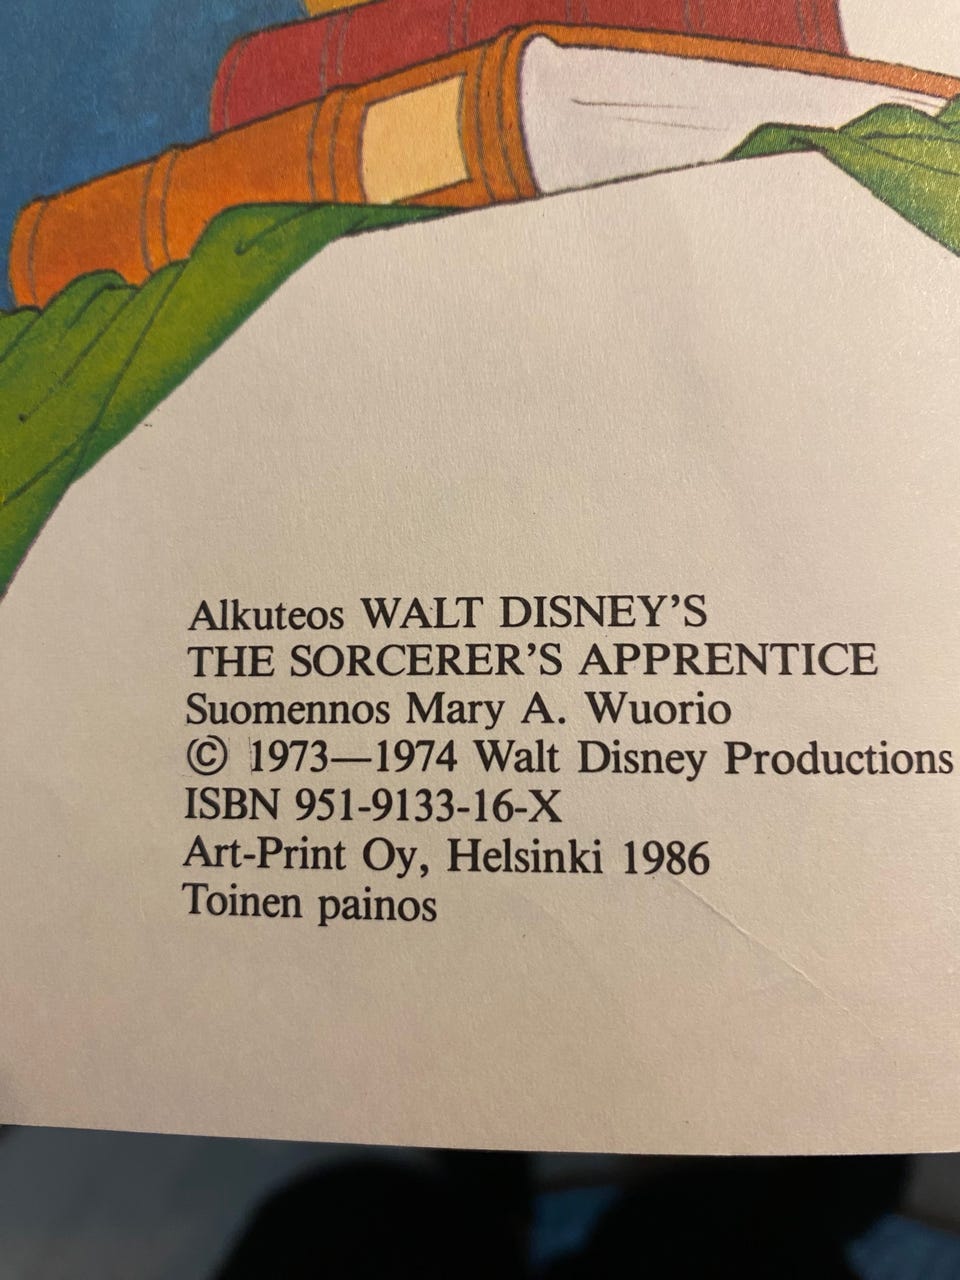 Alkuteos WALT DISNEY'S
THE SORCERER'S APPRENTICE
Suomennos Mary A. Wuorio
© 1973—1974 Walt Disney Productions
ISBN 951-9133-16-X
Art-Print Oy, Helsinki 1986
Toinen painos